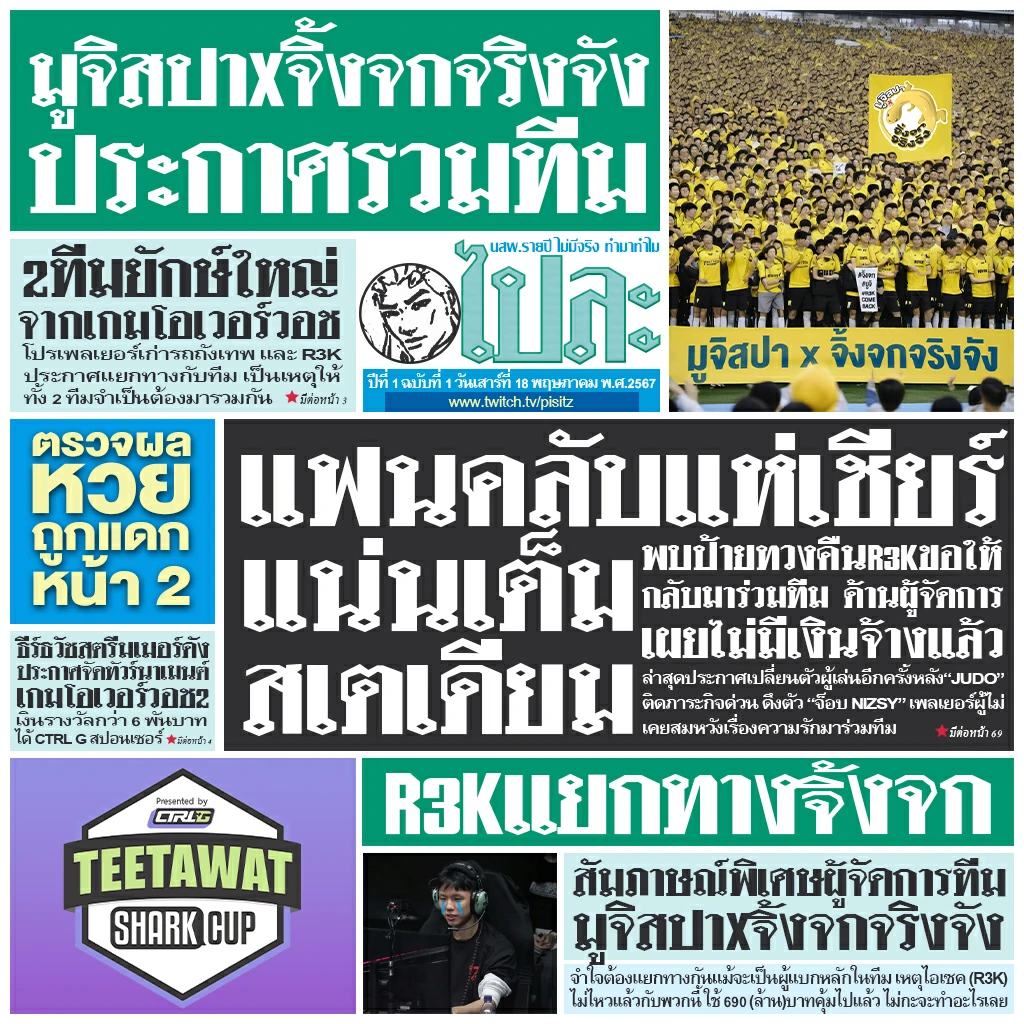 มูจิสปาxจิ้งจกจริงจัง
ประกาศรวมทีม
มูจิสปา
x
จิ้งจก
จริงจัง
#จิ้งจก
#มูจิ
#R3K
COME
BACK
มูจิสปา x จิ้งจกจริงจัง
2ทีมยักษ์ใหญ่
จากเกมโอเวอร์วอช
โปรเพลเยอร์เก่ารถถังเทพ และ R3K
ประกาศแยกทางกับทีม เป็นเหตุให้
ทั้ง 2 ทีมจำเป็นต้องมารวมกัน ★มีต่อหน้า 3
นสพ.รายปี ไม่มีจริง ทำมาทำไม
ไปละ
ปีที่ 1 ฉบับที่ 1 วันเสาร์ที่ 18 พฤษภาคม พ.ศ.2567
www.twitch.tv/pisitz
ตรวจผล
หวย
ถูกแดก
หน้า 2
แฟนคลับแห่เชียร์
แน่นเต็ม
สเตเดียม
พบป้ายทวงคืนR3Kขอให้
กลับมาร่วมทีม ด้านผู้จัดการ
เผยไม่มีเงินจ้างแล้ว
ล่าสุดประกาศเปลี่ยนตัวผู้เล่นอีกครั้งหลัง“JUDO”
ติดภาระกิจด่วน ดึงตัว “จ็อบ NIZSY” เพลเยอร์ผู้ไม่
เคยสมหวังเรื่องความรักมาร่วมทีม ★มีต่อหน้า 69
ธีร์ธวัชสตรีมเมอร์ดัง
ประกาศจัดทัวร์นาเมนต์
เกมโอเวอร์วอช2
เงินรางวัลกว่า 6 พันบาท
ได้ CTRL G สปอนเซอร์ ★มีต่อหน้า 4
Presented by
CTRL G
TEETAWAT
SHARK CUP
R3Kแยกทางจิ้งจก
สัมภาษณ์พิเศษผู้จัดการทีม
มูจิสปาxจิ้งจกจริงจัง
จำใจต้องแยกทางกันแม้จะเป็นผู้แบกหลักในทีม เหตุไอเซค (R3K)
ไม่ไหวแล้วกับพวกนี้ ใช้ 690 (ล้าน)บาทคุ้มไปแล้ว ไม่กะจะทำอะไรเลย